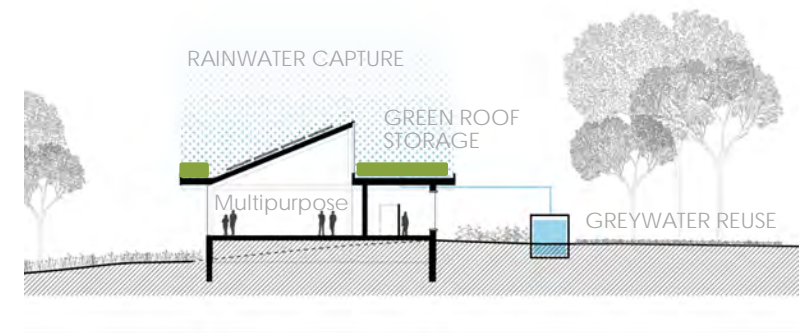 RAINWATER CAPTURE
GREEN ROOF
STORAGE
Multipurpose
GREYWATER REUSE